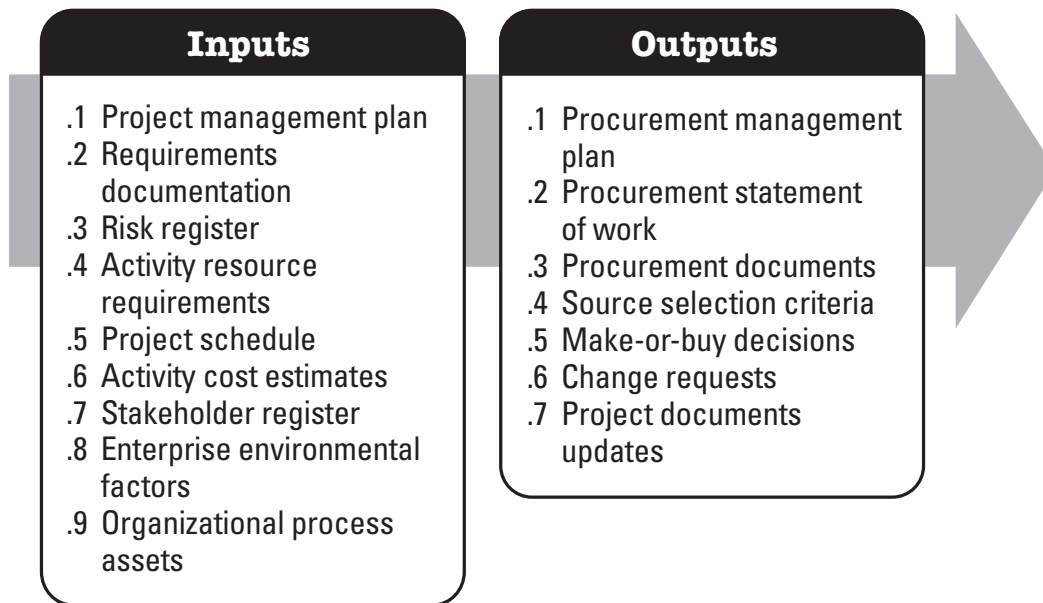 Inputs
.1 Project management plan
.2 Requirements
documentation
.3 Risk register
.4 Activity resource
requirements
.5 Project schedule
.6 Activity cost estimates
.7 Stakeholder register
.8 Enterprise environmental
factors
.9 Organizational process
assets
Outputs
.1 Procurement management
plan
.2 Procurement statement
of work
.3 Procurement documents
.4 Source selection criteria
.5 Make-or-buy decisions
.6 Change requests
.7 Project documents
updates